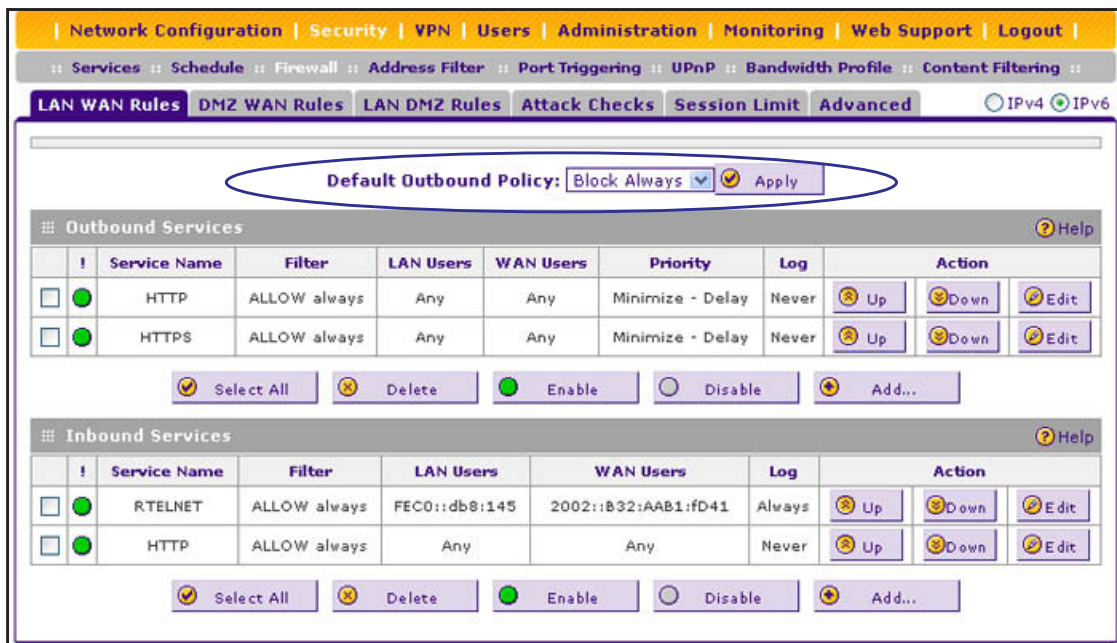 | Network Configuration | Security | VPN | Users | Administration | Monitoring | Web Support | Logout |
:: Services :: Schedule :: Firewall :: Address Filter :: Port Triggering :: UPnP :: Bandwidth Profile :: Content Filtering ::
LAN WAN Rules DMZ WAN Rules LAN DMZ Rules Attack Checks Session Limit Advanced IPv4 IPv6
Default Outbound Policy: Block Always Apply
Outbound Services Help
! Service Name Filter LAN Users WAN Users Priority Log Action
HTTP ALLOW always Any Any Minimize - Delay Never Up Down Edit
HTTPS ALLOW always Any Any Minimize - Delay Never Up Down Edit
Select All Delete Enable Disable Add...
Inbound Services Help
! Service Name Filter LAN Users WAN Users Log Action
RTELNET ALLOW always FEC0::db8:145 2002::B32:AAB1:fD41 Always Up Down Edit
HTTP ALLOW always Any Any Never Up Down Edit
Select All Delete Enable Disable Add...